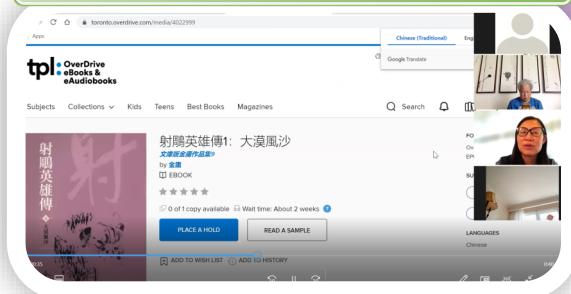 toronto.overdrive.com/media/4022999
Apps
Chinese (Traditional)
Google Translate
tpl: OverDrive
eBooks &
eAudiobooks
Subjects Collections Kids Teens Best Books Magazines Search
射鵰英雄傳
射鵰英雄傳1：大漠風沙
文庫版金庸作品集9
by 金庸
EBOOK
0 of 1 copy available Wait time: About 2 weeks
PLACE A HOLD READ A SAMPLE
ADD TO WISH LIST ADD TO HISTORY
LANGUAGES
Chinese